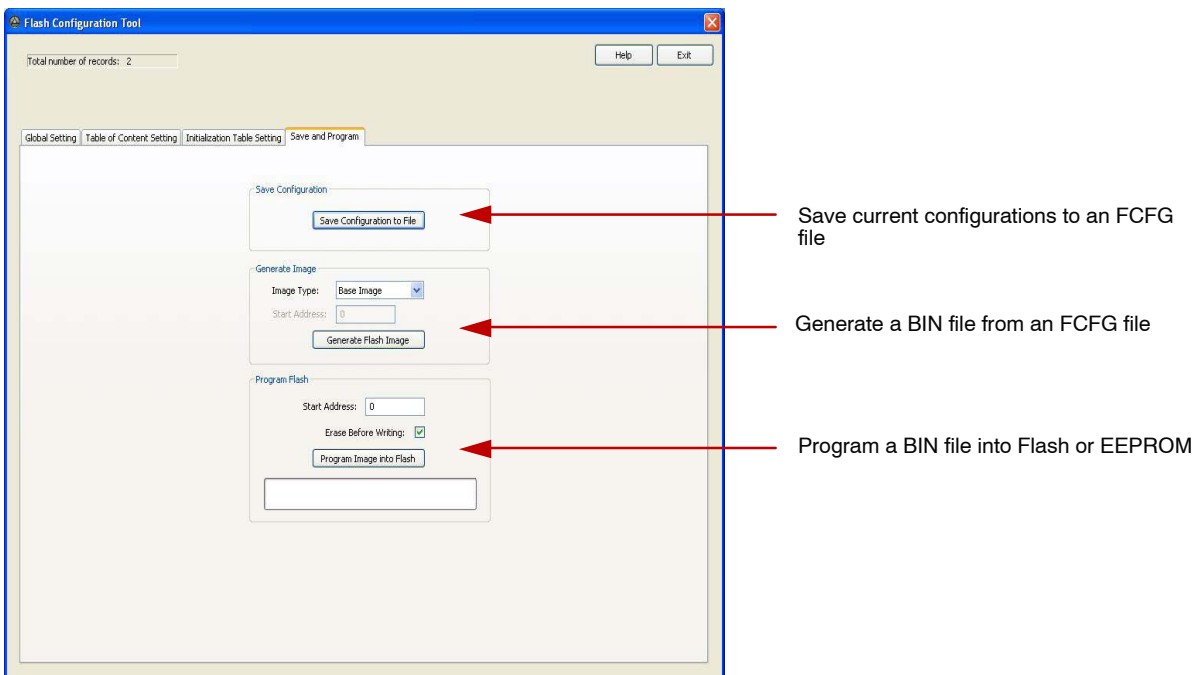 Flash Configuration Tool
Total number of records: 2
Help
Exit
Global Setting
Table of Content Setting
Initialization Table Setting
Save and Program
Save Configuration
Save Configuration to File
Save current configurations to an FCFG
file
Generate Image
Image Type: Base Image
Start Address: 0
Generate Flash Image
Generate a BIN file from an FCFG file
Program Flash
Start Address: 0
Erase Before Writing:
Program Image into Flash
Program a BIN file into Flash or EEPROM